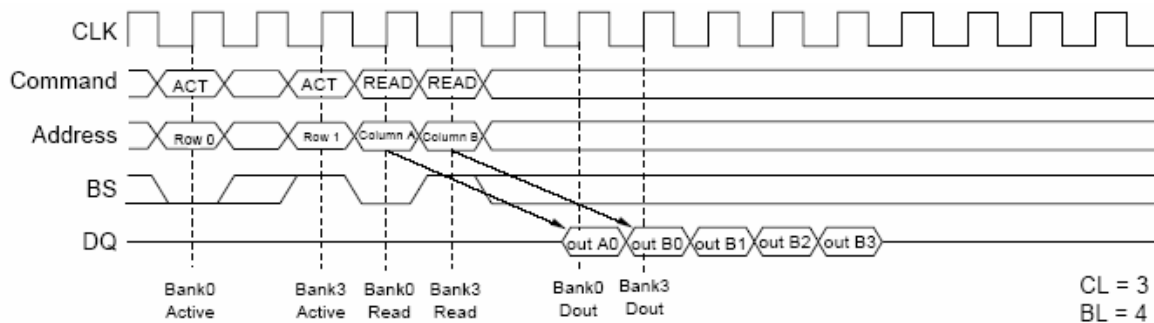 CLK
Command ACT ACT READ READ
Address Row 0 Row 1 Column A Column B
BS
DQ out A0 out B0 out B1 out B2 out B3
Bank0 Bank3 Bank0 Bank3 Bank0 Bank3
Active Active Read Read Dout Dout
CL = 3
BL = 4